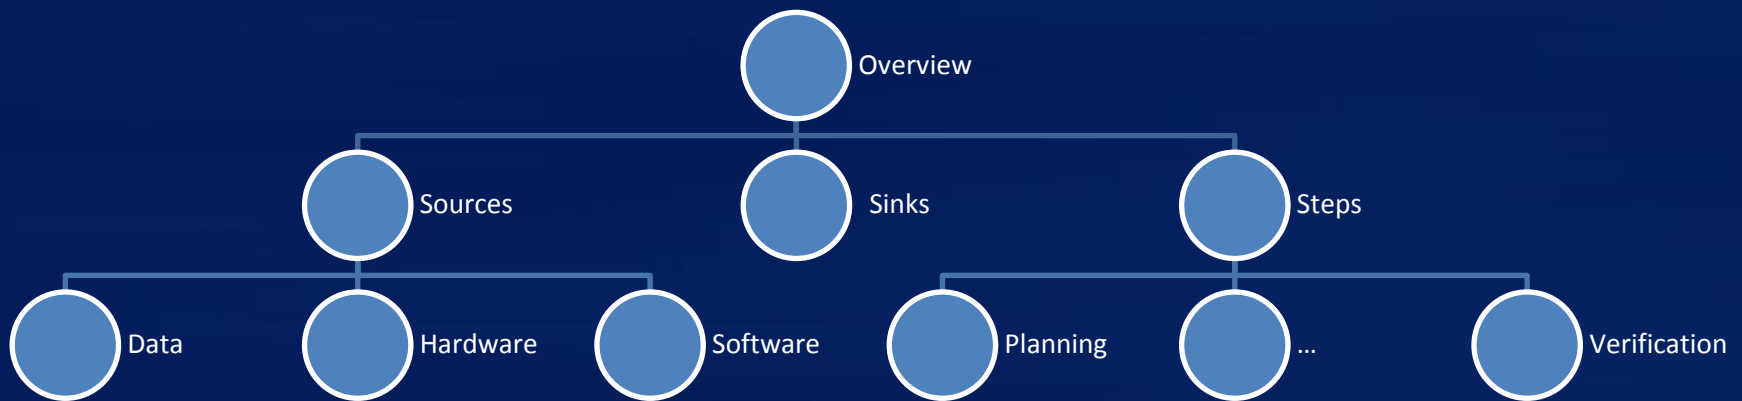 Overview
Sources
Sinks
Steps
Data
Hardware
Software
Planning
...
Verification